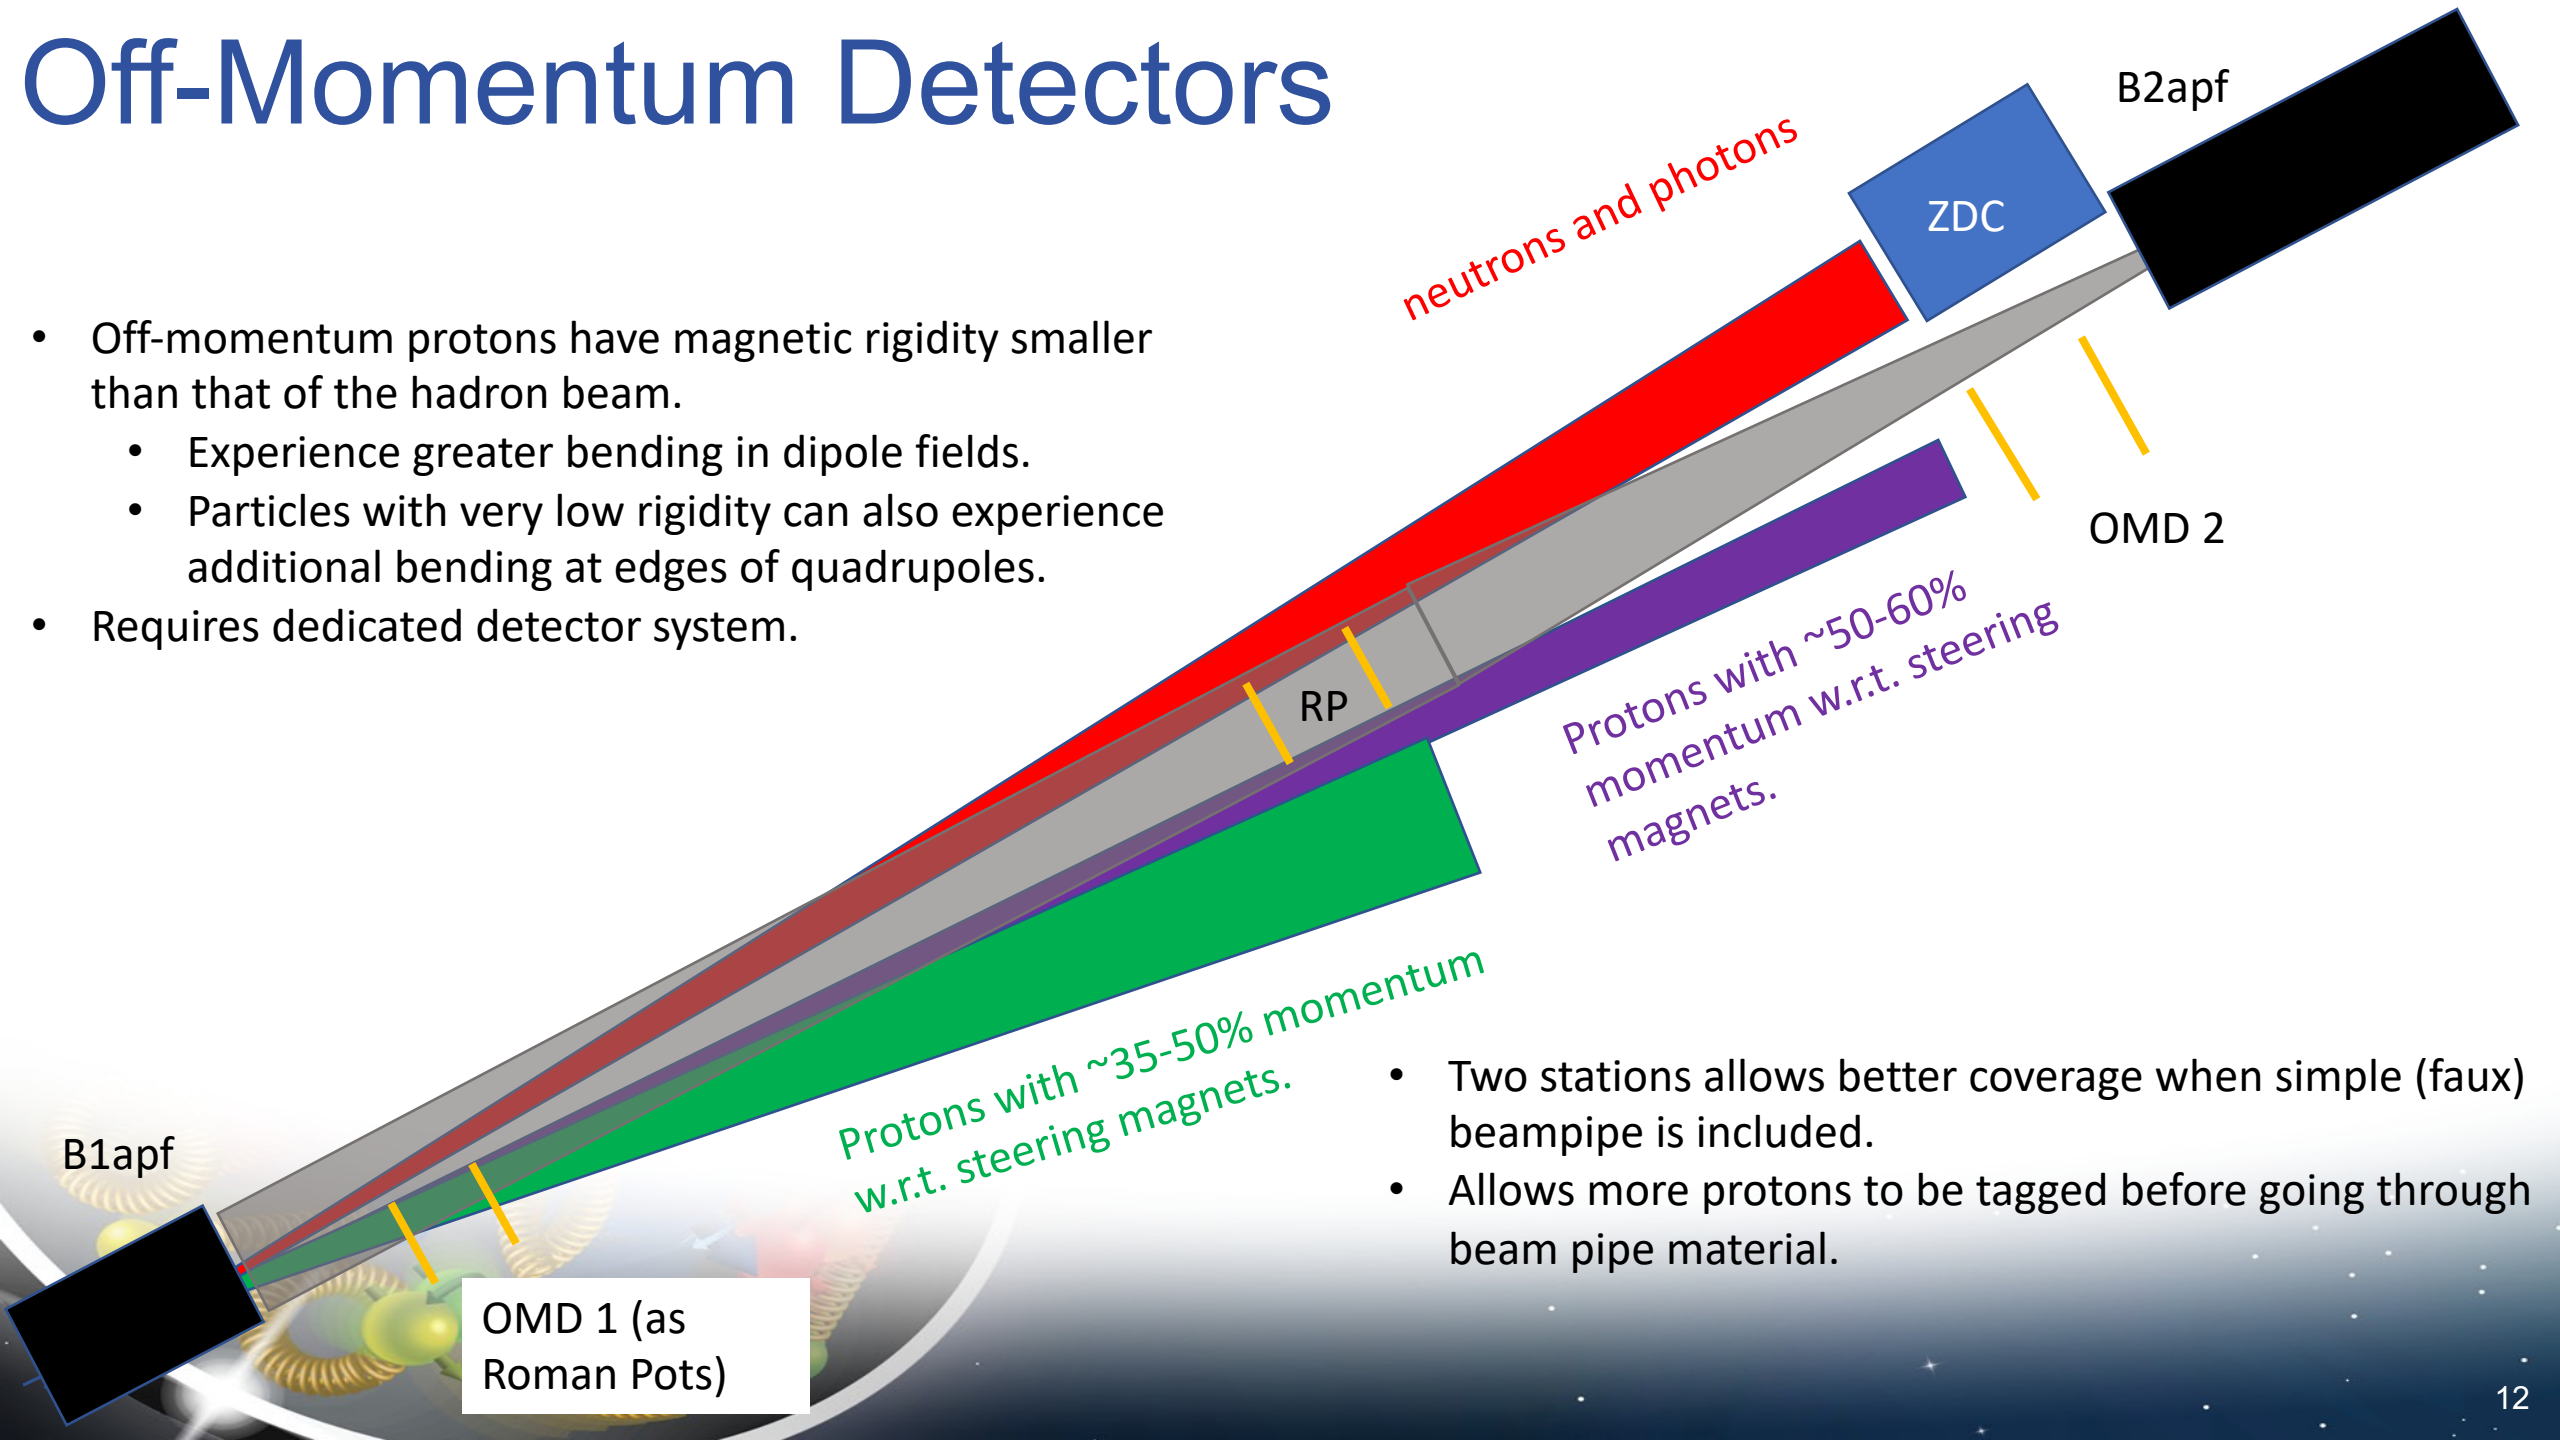 Off-Momentum Detectors
B2apf
ZDC
neutrons and photons
• Off-momentum protons have magnetic rigidity smaller
than that of the hadron beam.
• Experience greater bending in dipole fields.
• Particles with very low rigidity can also experience
additional bending at edges of quadrupoles.
• Requires dedicated detector system.
OMD 2
RP
Protons with ~50-60%
momentum w.r.t. steering
magnets.
Protons with ~35-50% momentum
w.r.t. steering magnets.
B1apf
OMD 1 (as
Roman Pots)
• Two stations allows better coverage when simple (faux)
beampipe is included.
• Allows more protons to be tagged before going through
beam pipe material.
12